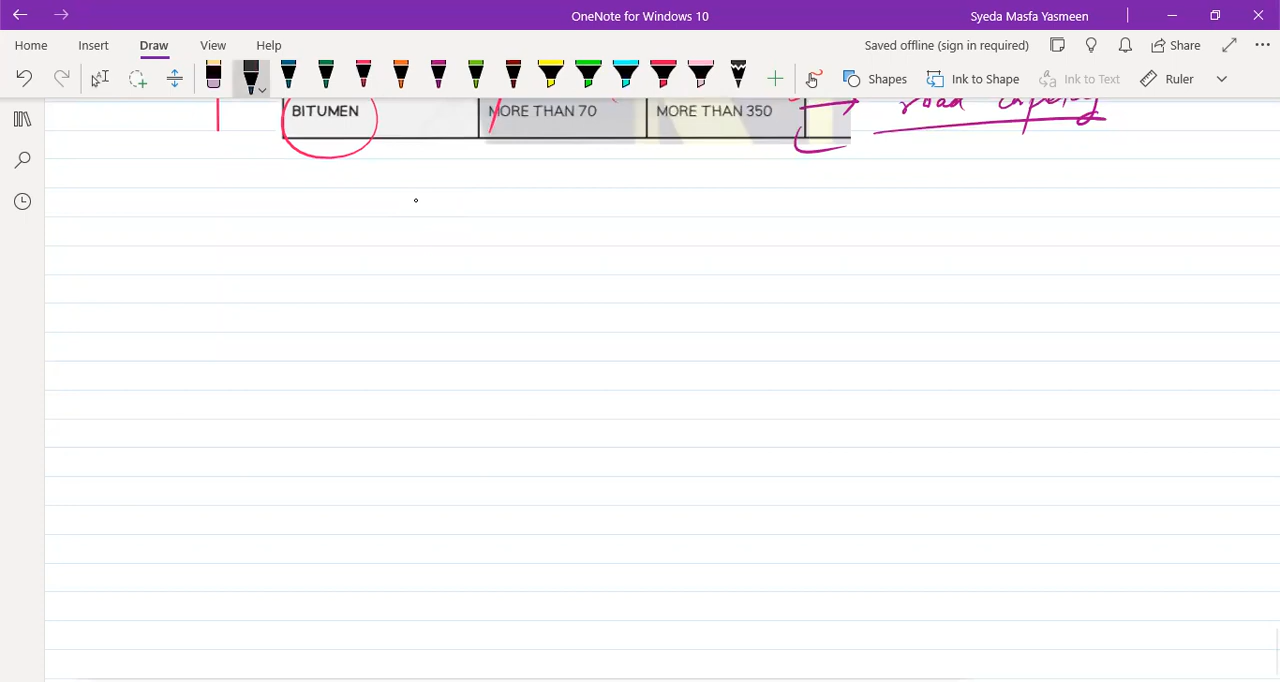 OneNote for Windows 10
Syeda Masfa Yasmeen
Home Insert Draw View Help
Saved offline (sign in required)
Share
Shapes
Ink to Shape
Ink to Text
Ruler
BITUMEN MORE THAN 70 MORE THAN 350
road